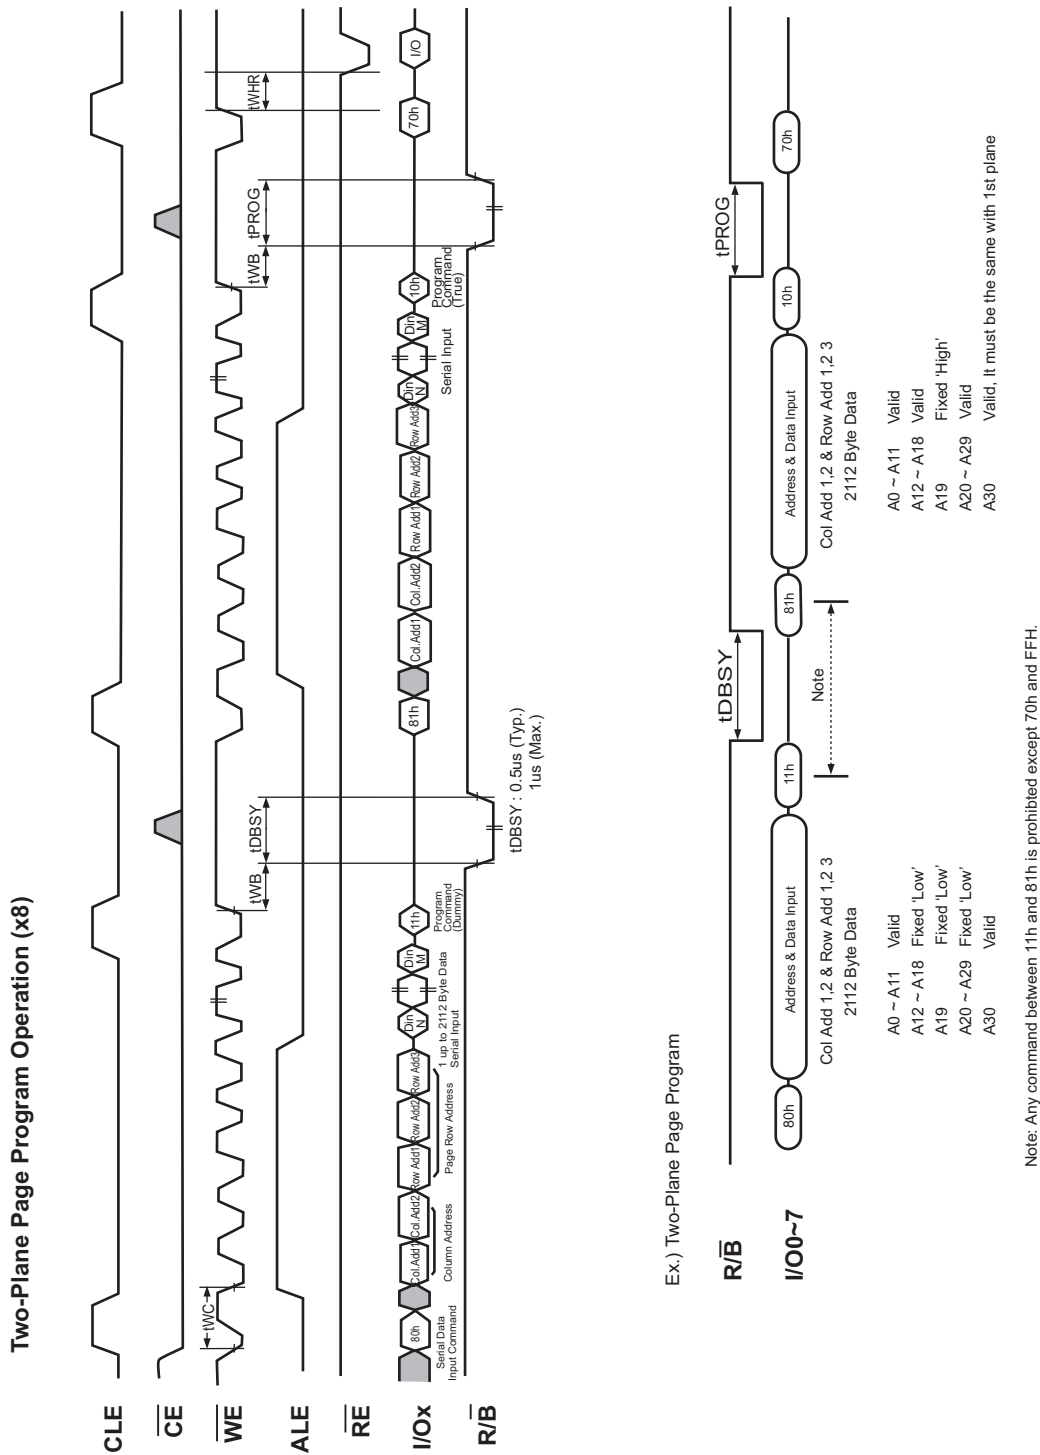 Two-Plane Page Program Operation (x8)
CLE
CE
WE
tWC
tWB
tDBSY
tWB
tPROG
tWHR
ALE
RE
I/Ox
80h
Col.Add1
Col.Add2
Row Add1
Row Add2
Row Add3
Din
N
Din
M
11h
81h
Col.Add1
Col.Add2
Row Add1
Row Add2
Row Add3
Din
N
Din
M
10h
70h
I/O
Serial Data
Input Command
Column Address
Page Row Address
1 up to 2112 Byte Data
Serial Input
Program
Command
(Dummy)
Serial Input
Program
Command
(True)
R/B
tDBSY : 0.5us (Typ.)
1us (Max.)
Ex.) Two-Plane Page Program
R/B
tDBSY
tPROG
I/O0~7
80h
Address & Data Input
11h
81h
Address & Data Input
10h
70h
Note
Col Add 1,2 & Row Add 1,2 3
2112 Byte Data
A0 ~ A11 Valid
A12 ~ A18 Fixed ‘Low’
A19 Fixed ‘Low’
A20 ~ A29 Fixed ‘Low’
A30 Valid
Col Add 1,2 & Row Add 1,2 3
2112 Byte Data
A0 ~ A11 Valid
A12 ~ A18 Valid
A19 Fixed ‘High’
A20 ~ A29 Valid
A30 Valid, It must be the same with 1st plane
Note: Any command between 11h and 81h is prohibted except 70h and FFH.